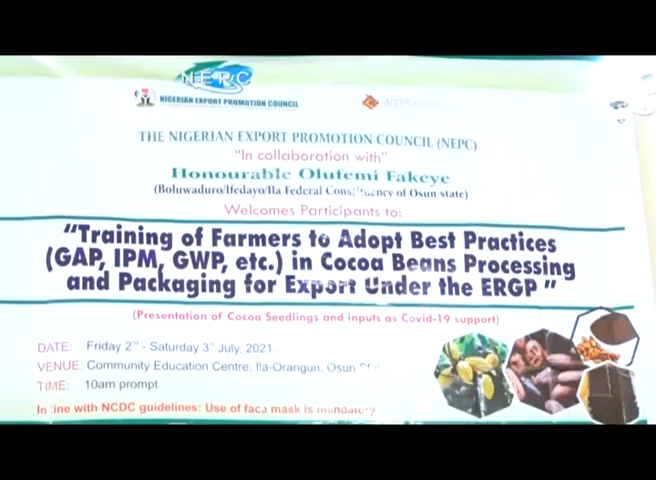 NEPC
NIGERIAN EXPORT PROMOTION COUNCIL
THE NIGERIAN EXPORT PROMOTION COUNCIL (NEPC)
"In collaboration with"
Honourable Olufemi Fakeye
(Boluwaduro/Ifedayo/Ila Federal Constituency of Osun state)
Welcomes Participants to:
"Training of Farmers to Adopt Best Practices
(GAP, IPM, GWP, etc.) in Cocoa Beans Processing
and Packaging for Export Under the ERGP "
(Presentation of Cocoa Seedlings and inputs as Covid-19 support)
DATE: Friday 2nd - Saturday 3rd July, 2021.
VENUE: Community Education Centre, Ila-Orangun, Osun
TIME: 10am prompt.
In line with NCDC guidelines: Use of face mask is mandatory